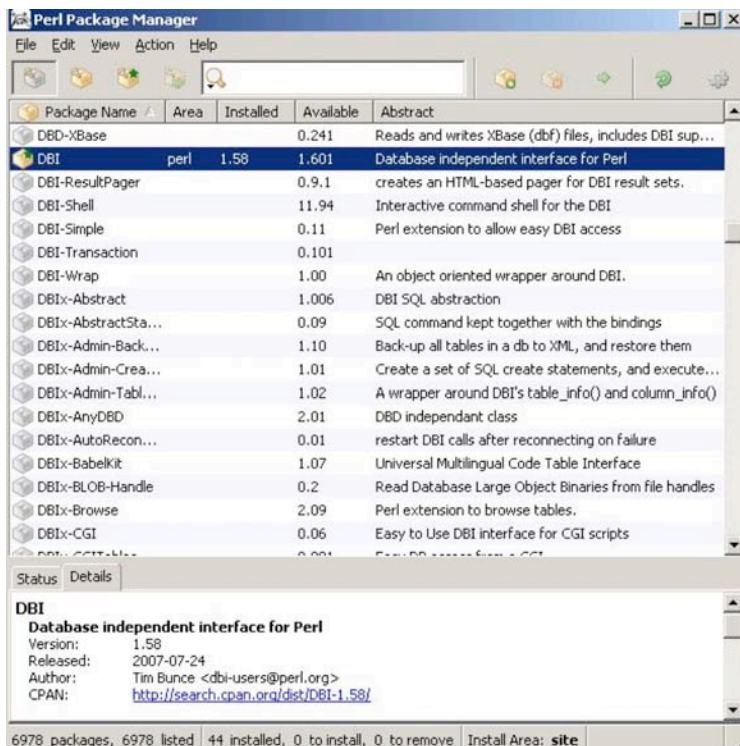 Perl Package Manager
File Edit View Action Help
Package Name Area Installed Available Abstract
DBD-XBase 0.241 Reads and writes XBase (dbf) files, includes DBI sup...
DBI perl 1.58 1.601 Database independent interface for Perl
DBI-ResultPager 0.9.1 creates an HTML-based pager for DBI result sets.
DBI-Shell 11.94 Interactive command shell for the DBI
DBI-Simple 0.11 Perl extension to allow easy DBI access
DBI-Transaction 0.101
DBI-Wrap 1.00 An object oriented wrapper around DBI.
DBIx-Abstract 1.006 DBI SQL abstraction
DBIx-AbstractSta... 0.09 SQL command kept together with the bindings
DBIx-Admin-Back... 1.10 Back-up all tables in a db to XML, and restore them
DBIx-Admin-Crea... 1.01 Create a set of SQL create statements, and execute...
DBIx-Admin-Tabl... 1.02 A wrapper around DBI's table_info() and column_info()
DBIx-AnyDBD 2.01 DBD independant class
DBIx-AutoRecon... 0.01 restart DBI calls after reconnecting on failure
DBIx-BabelKit 1.07 Universal Multilingual Code Table Interface
DBIx-BLOB-Handle 0.2 Read Database Large Object Binaries from file handles
DBIx-Browse 2.09 Perl extension to browse tables.
DBIx-CGI 0.06 Easy to Use DBI interface for CGI scripts
Status Details
DBI
Database independent interface for Perl
Version: 1.58
Released: 2007-07-24
Author: Tim Bunce <dbi-users@perl.org>
CPAN: http://search.cpan.org/dist/DBI-1.58/
6978 packages, 6978 listed 44 installed, 0 to install, 0 to remove Install Area: site